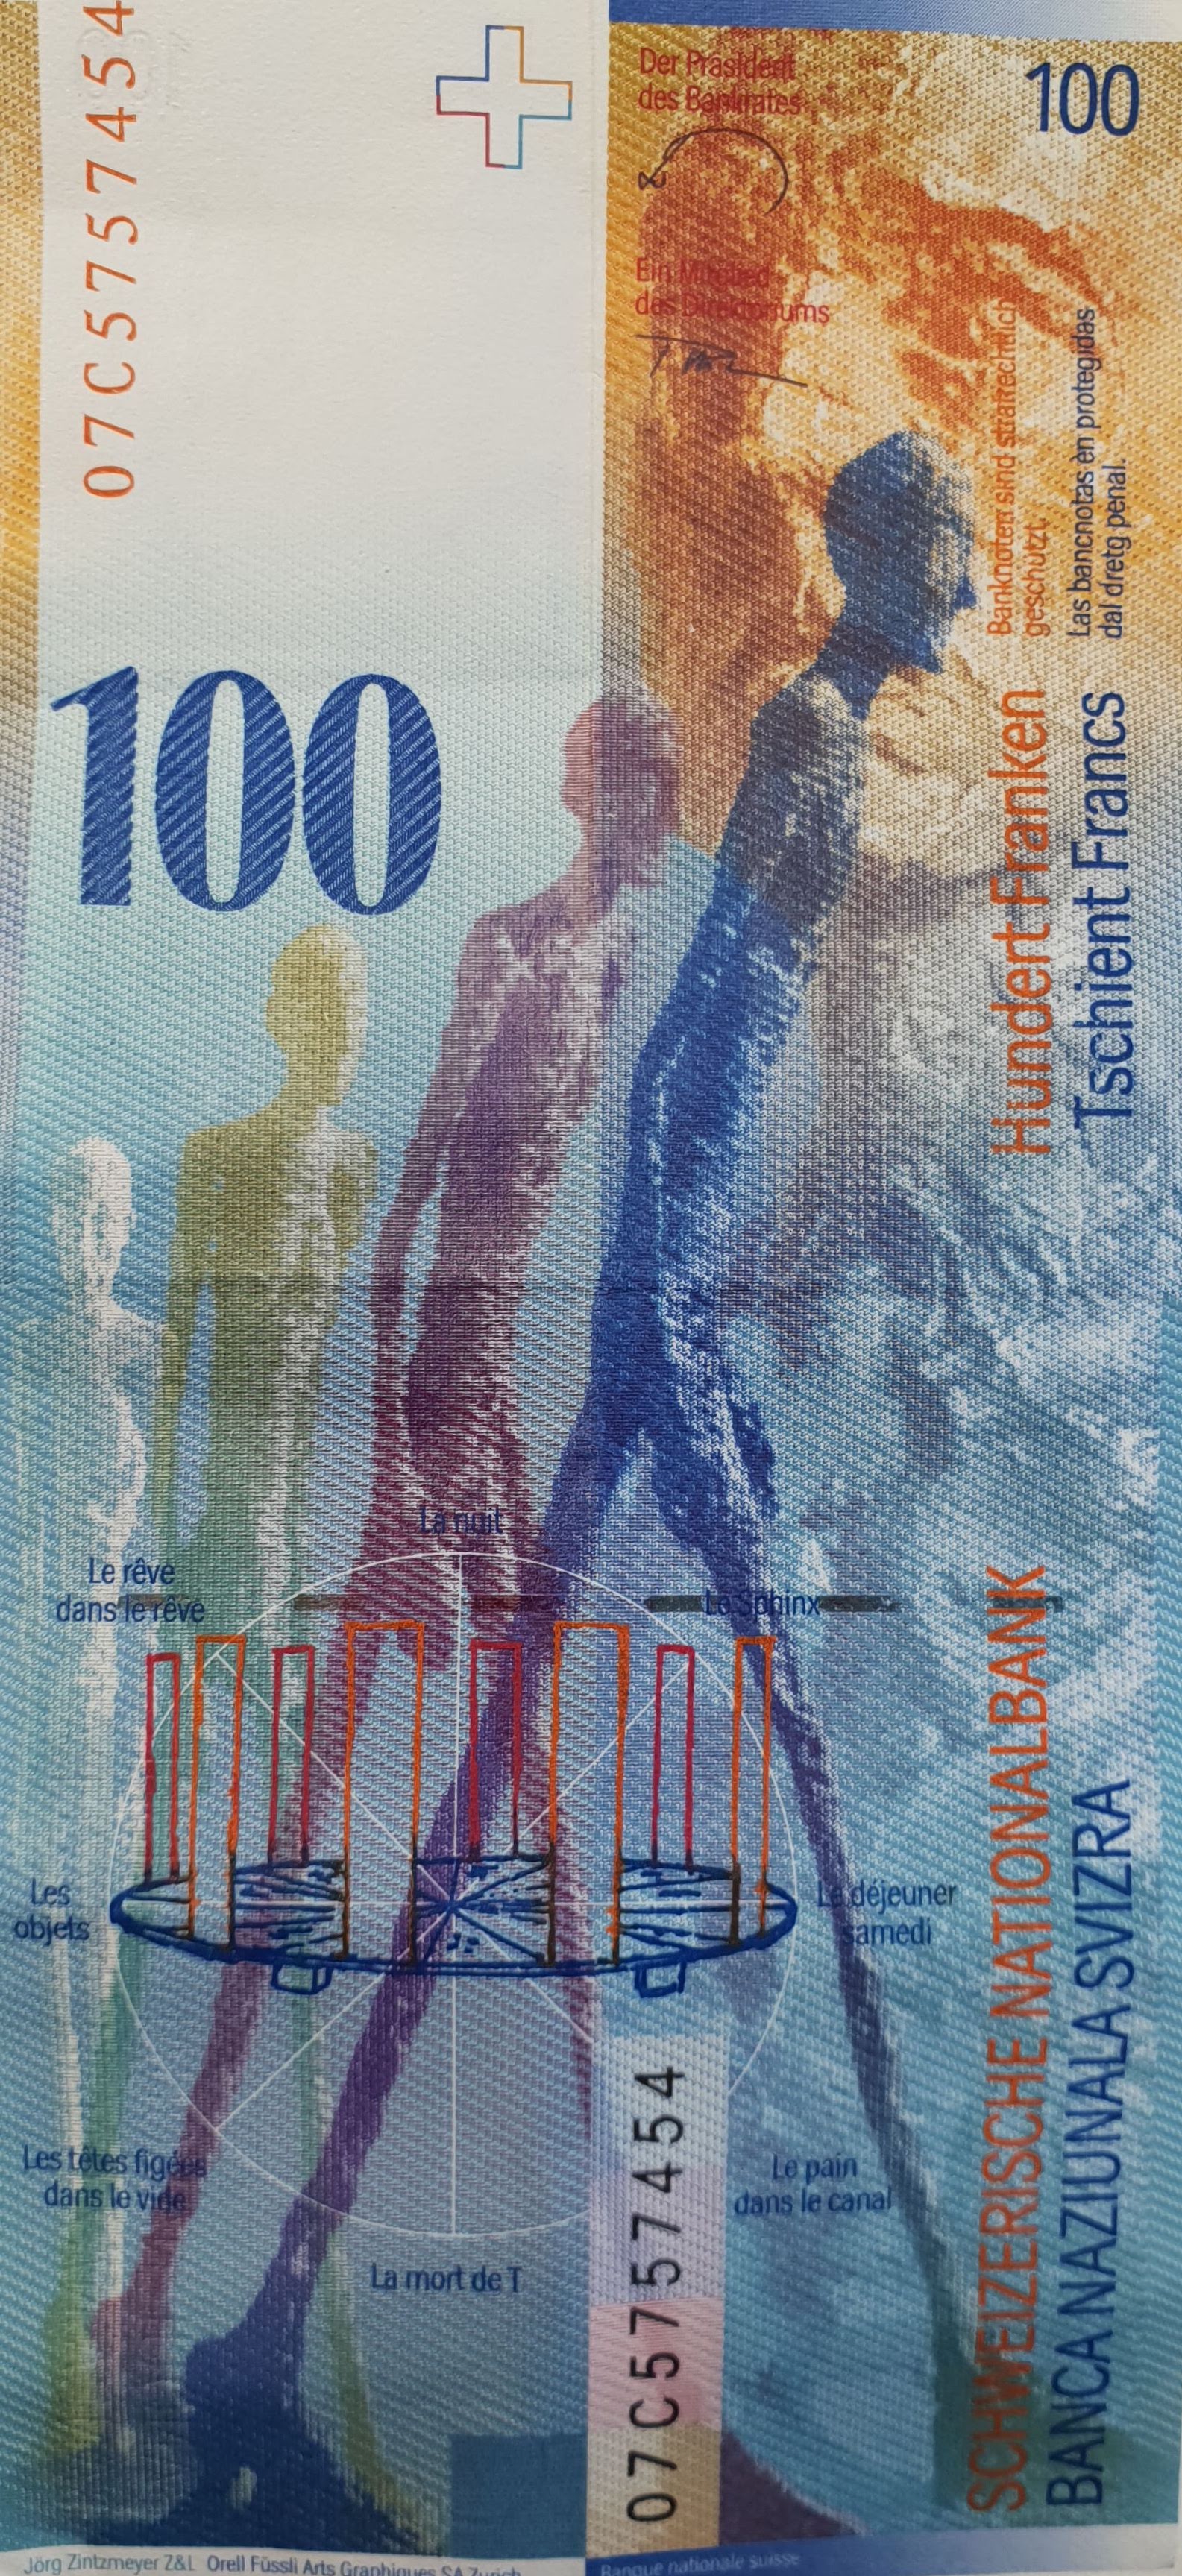 07C5757454
Der Präsident
des Bankrates
100
Ein Mitglied
des Direktoriums
Banknoten sind strafrechtlich
geschützt.
Las bancnotas èn protegidas
dal dretg penal.
100
Hundert Franken
Tschient Francs
La nuit
Le rêve
dans le rêve
Le Sphinx
Les
objets
Le déjeuner
samedi
SCHWEIZERISCHE NATIONALBANK
BANCA NAZIUNALA SVIZRA
Les têtes figées
dans le vide
Le pain
dans le canal
La mort de T
07C5757454
Jörg Zintzmeyer Z&L Orell Füssli Arts Graphiques SA Zurich
Banque nationale suisse